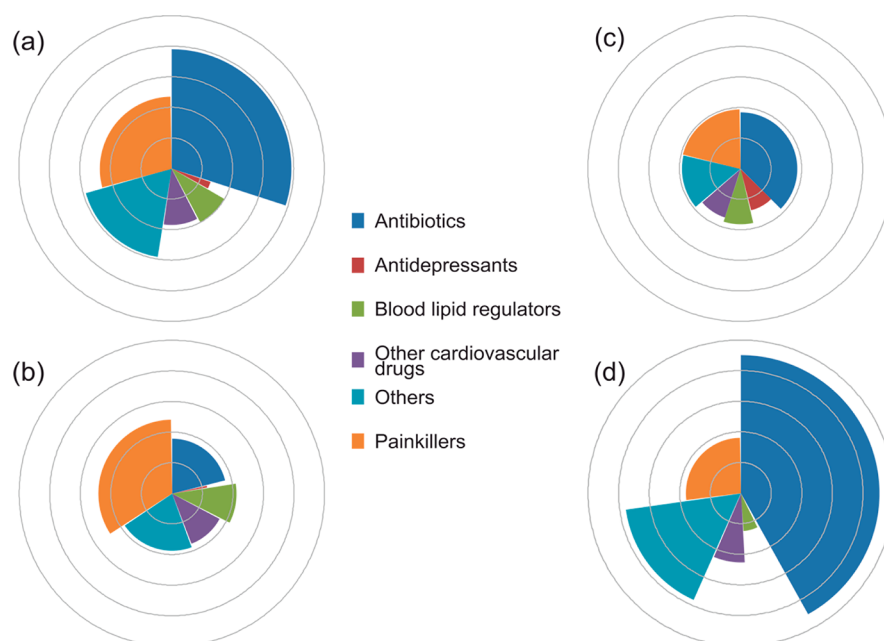 (a)
(c)
Antibiotics
Antidepressants
Blood lipid regulators
Other cardiovascular
drugs
(b)
(d)
Others
Painkillers